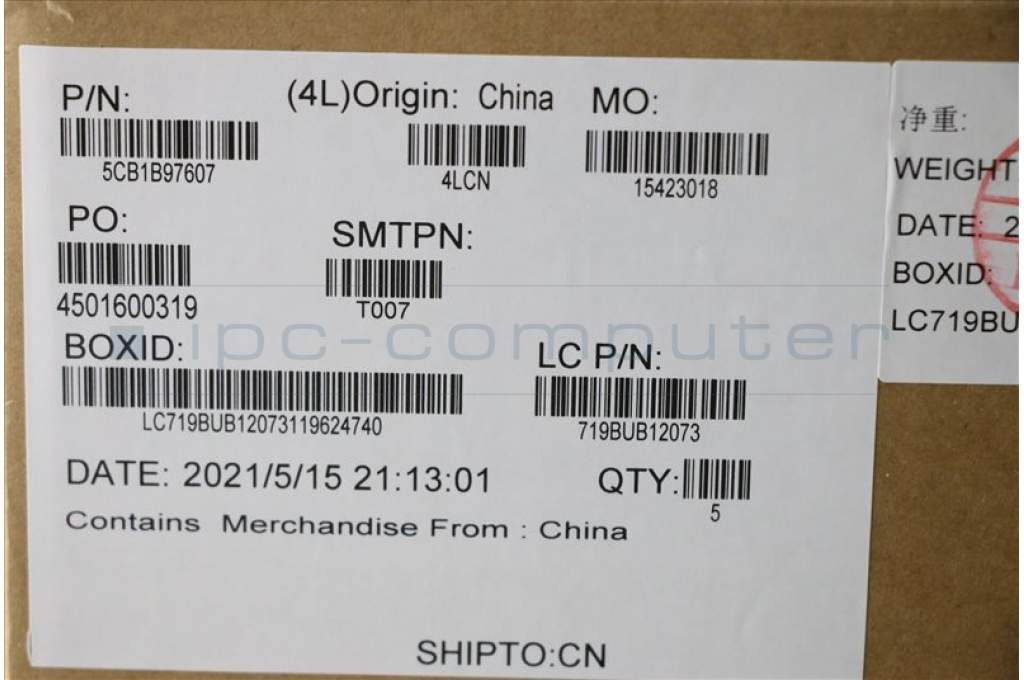 P/N: (4L)Origin: China MO:
5CB1B97607 4LCN 15423018
PO: SMTPN:
4501600319 T007
BOXID: LC P/N:
LC719BUB12073119624740 719BUB12073
DATE: 2021/5/15 21:13:01 QTY:
5
Contains Merchandise From : China
SHIPTO:CN
净重:
WEIGHT
DATE: 2
BOXID:
LC719BU
ipc-computer